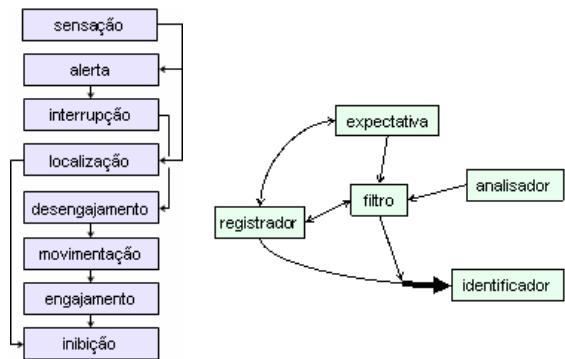 sensação
alerta
interrupção
localização
desengajamento
movimentação
engajamento
inibição
expectativa
analisador
filtro
registrador
identificador